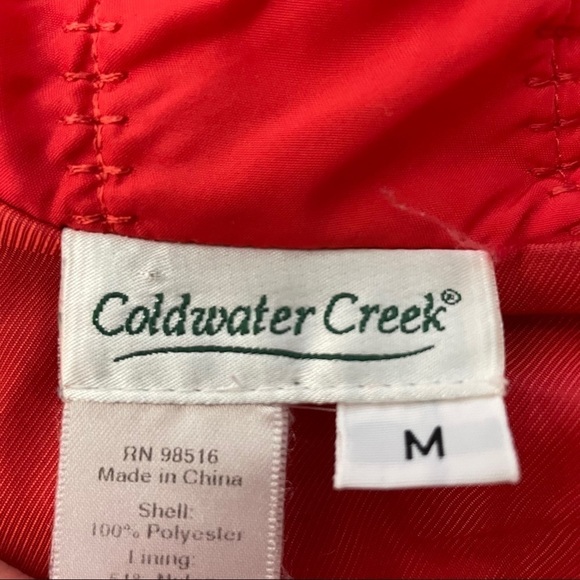 Coldwater Creek®
M
RN 98516
Made in China
Shell:
100% Polyester
Lining: